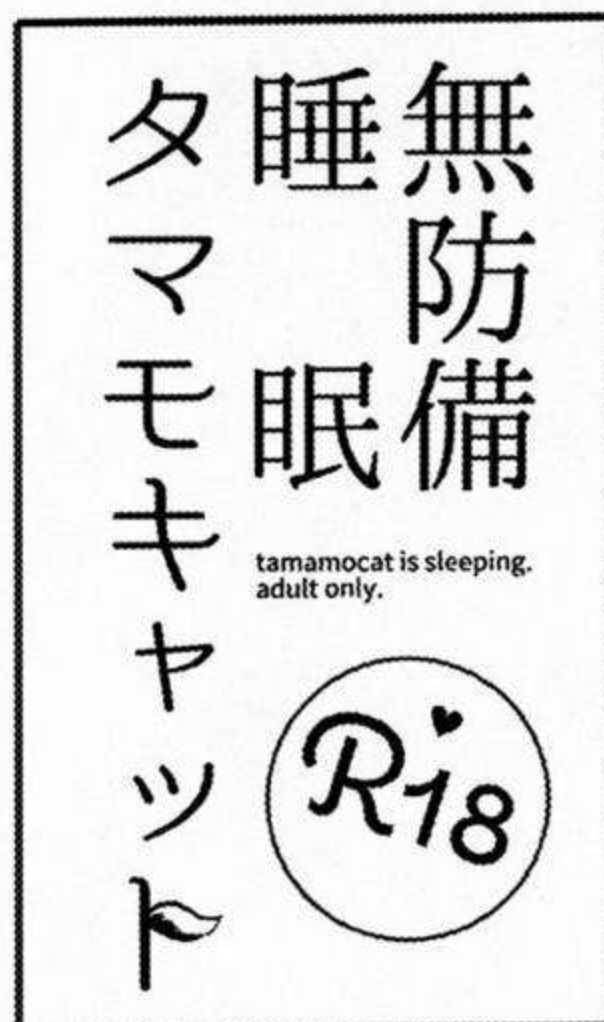 無防備
睡眠
タマモキャット
tamamocat is sleeping.
adult only.
R18